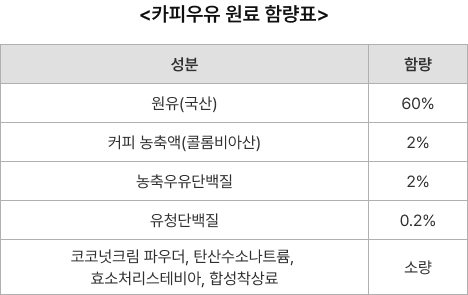 <카피우유 원료 함량표>
성분 함량
원유(국산) 60%
커피 농축액(콜롬비아산) 2%
농축우유단백질 2%
유청단백질 0.2%
코코넛크림 파우더, 탄산수소나트륨,
효소처리스테비아, 합성착상료 소량